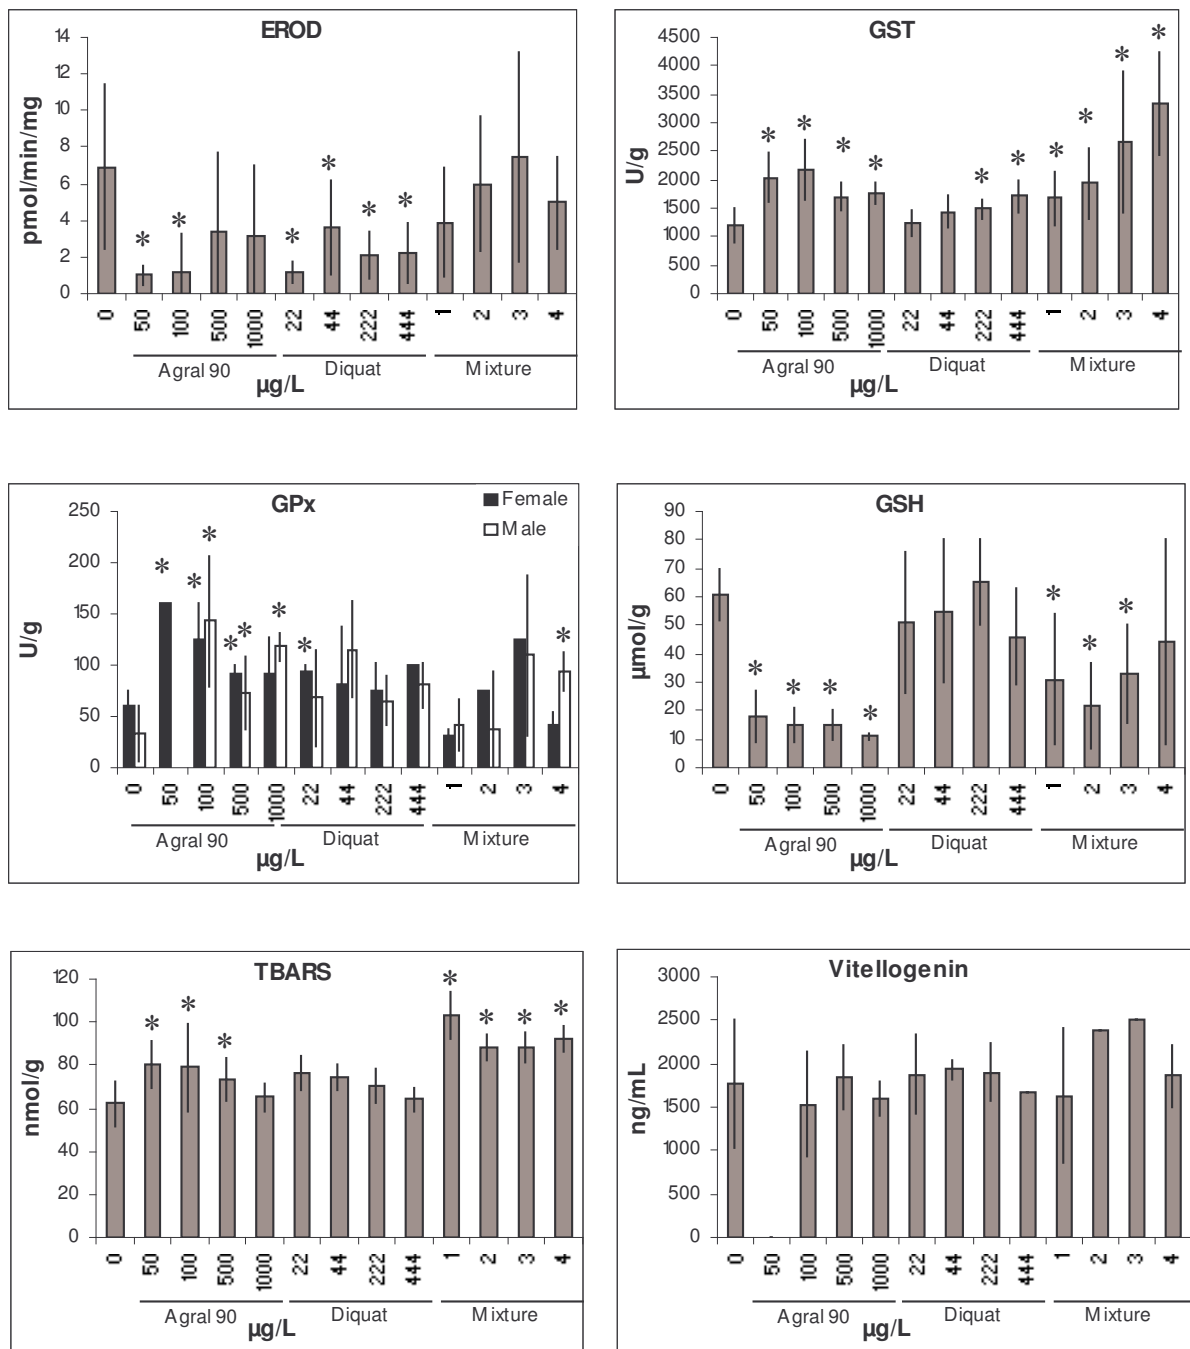 EROD
pmol/min/mg
14
12
10
8
6
4
2
0
* * * * * *
0 50 100 500 1000 22 44 222 444 1 2 3 4
Agral 90 Diquat Mixture
µg/L
GST
U/g
4500
4000
3500
3000
2500
2000
1500
1000
500
0
* * * * * * * * * *
0 50 100 500 1000 22 44 222 444 1 2 3 4
Agral 90 Diquat Mixture
µg/L
GPx
Female
Male
U/g
250
200
150
100
50
0
* * * * * * * *
0 50 100 500 1000 22 44 222 444 1 2 3 4
Agral 90 Diquat Mixture
µg/L
GSH
µmol/g
90
80
70
60
50
40
30
20
10
0
* * * * * * *
0 50 100 500 1000 22 44 222 444 1 2 3 4
Agral 90 Diquat Mixture
µg/L
TBARS
nmol/g
120
100
80
60
40
20
0
* * * * * * *
0 50 100 500 1000 22 44 222 444 1 2 3 4
Agral 90 Diquat Mixture
µg/L
Vitellogenin
ng/mL
3000
2500
2000
1500
1000
500
0
0 50 100 500 1000 22 44 222 444 1 2 3 4
Agral 90 Diquat Mixture
µg/L